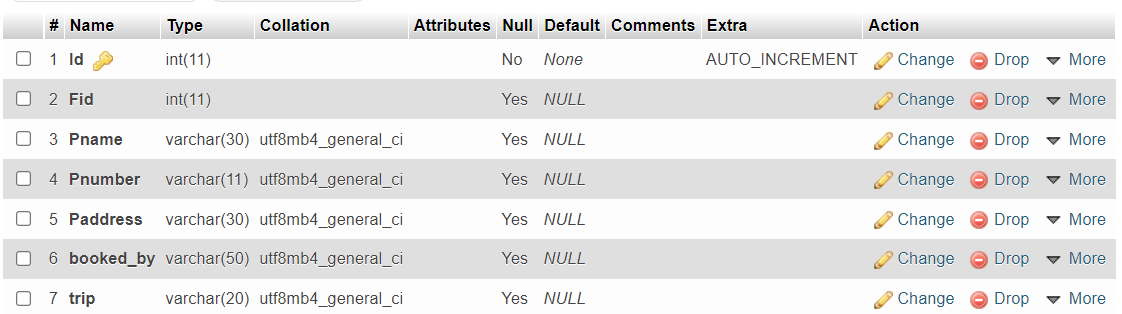 # Name Type Collation Attributes Null Default Comments Extra Action
1 Id int(11) No None AUTO_INCREMENT Change Drop More
2 Fid int(11) Yes NULL Change Drop More
3 Pname varchar(30) utf8mb4_general_ci Yes NULL Change Drop More
4 Pnumber varchar(11) utf8mb4_general_ci Yes NULL Change Drop More
5 Paddress varchar(30) utf8mb4_general_ci Yes NULL Change Drop More
6 booked_by varchar(50) utf8mb4_general_ci Yes NULL Change Drop More
7 trip varchar(20) utf8mb4_general_ci Yes NULL Change Drop More